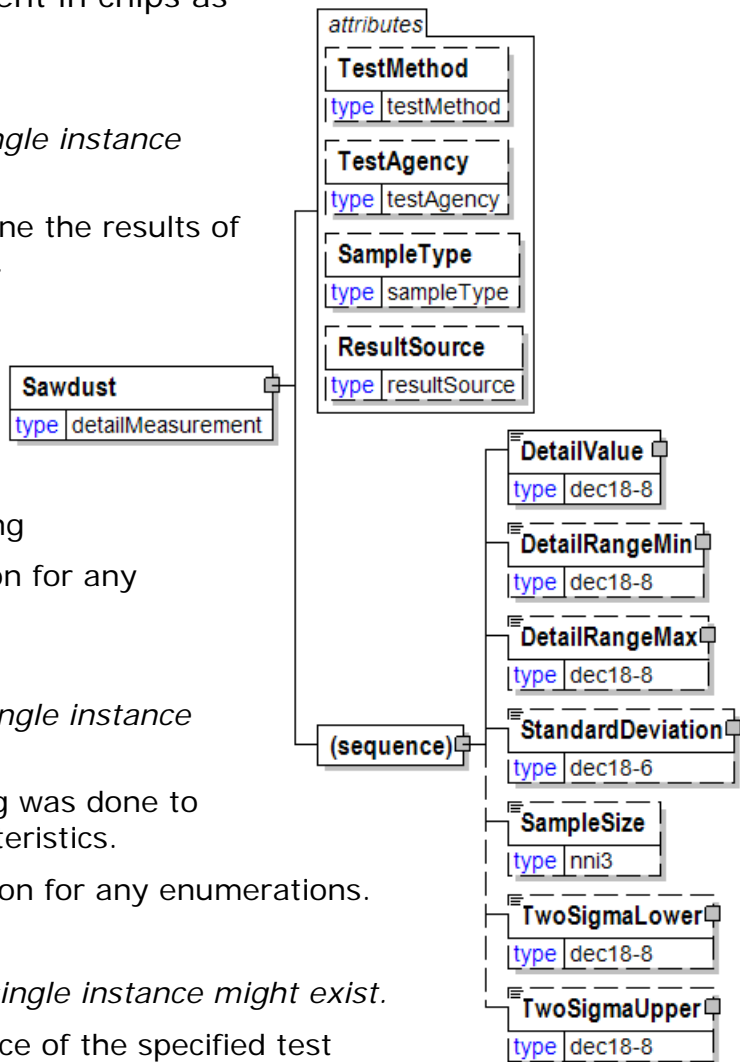 ent in chips as
ngle instance
ne the results of
ng
on for any
ngle instance
g was done to
teristics.
on for any enumerations.
single instance might exist.
ce of the specified test
attributes
TestMethod
type testMethod
TestAgency
type testAgency
SampleType
type sampleType
ResultSource
type resultSource
Sawdust
type detailMeasurement
(sequence)
DetailValue
type dec18-8
DetailRangeMin
type dec18-8
DetailRangeMax
type dec18-8
StandardDeviation
type dec18-6
SampleSize
type nni3
TwoSigmaLower
type dec18-8
TwoSigmaUpper
type dec18-8